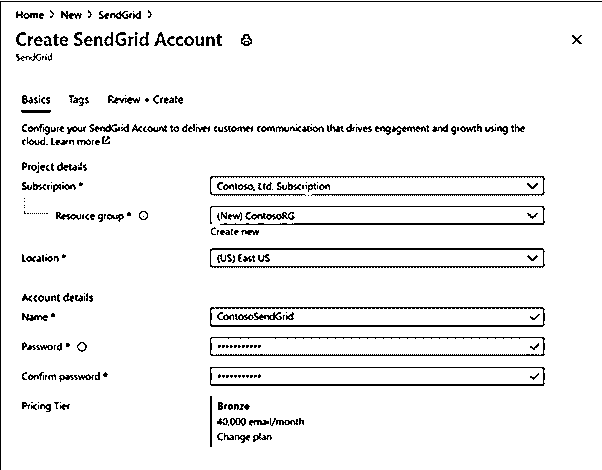 Home > New > SendGrid >
Create SendGrid Account
SendGrid
Basics Tags Review + Create
Configure your SendGrid Account to deliver customer communication that drives engagement and growth using the
cloud. Learn more
Project details
Subscription * Contoso, Ltd. Subscription
Resource group * (New) ContosoRG
Create new
Location * (US) East US
Account details
Name * ContosoSendGrid
Password * •••••••••••
Confirm password * •••••••••••
Pricing Tier Bronze
40,000 email/month
Change plan